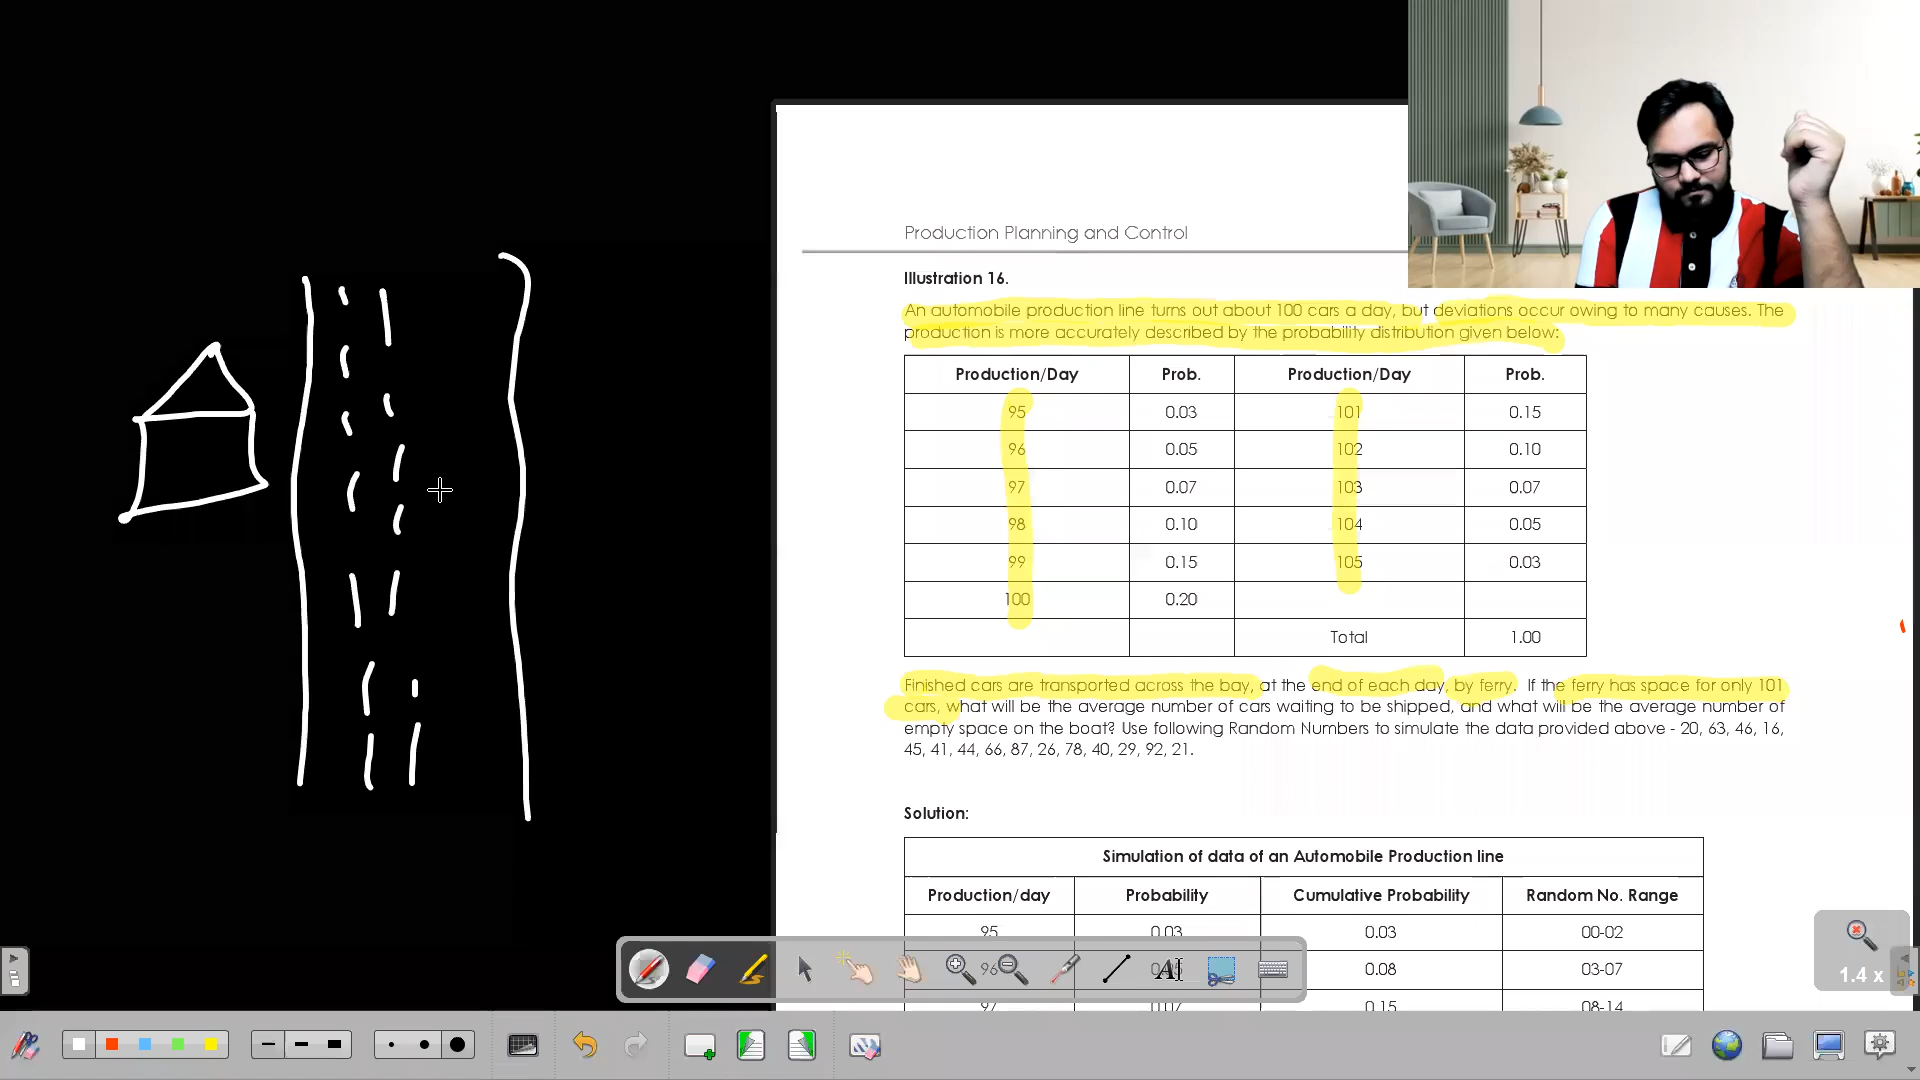 Production Planning and Control
Illustration 16.
An automobile production line turns out about 100 cars a day, but deviations occur owing to many causes. The
production is more accurately described by the probability distribution given below:
Production/Day Prob. Production/Day Prob.
95 0.03 101 0.15
96 0.05 102 0.10
97 0.07 103 0.07
98 0.10 104 0.05
99 0.15 105 0.03
100 0.20
Total 1.00
Finished cars are transported across the bay, at the end of each day, by ferry. If the ferry has space for only 101
cars, what will be the average number of cars waiting to be shipped, and what will be the average number of
empty space on the boat? Use following Random Numbers to simulate the data provided above - 20, 63, 46, 16,
45, 41, 44, 66, 87, 26, 78, 40, 29, 92, 21.
Solution:
Simulation of data of an Automobile Production line
Production/day Probability Cumulative Probability Random No. Range
95 0.03 0.03 00-02
96 0.05 0.08 03-07
97 0.07 0.15 08-14
1.4 x